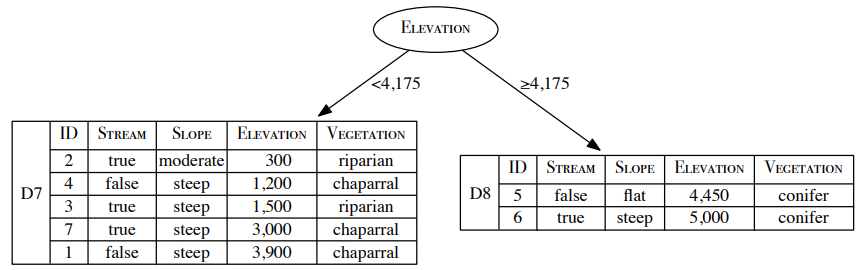 ELEVATION
<4,175
≥4,175
D7
ID STREAM SLOPE ELEVATION VEGETATION
2 true moderate 300 riparian
4 false steep 1,200 chaparral
3 true steep 1,500 riparian
7 true steep 3,000 chaparral
1 false steep 3,900 chaparral
D8
ID STREAM SLOPE ELEVATION VEGETATION
5 false flat 4,450 conifer
6 true steep 5,000 conifer